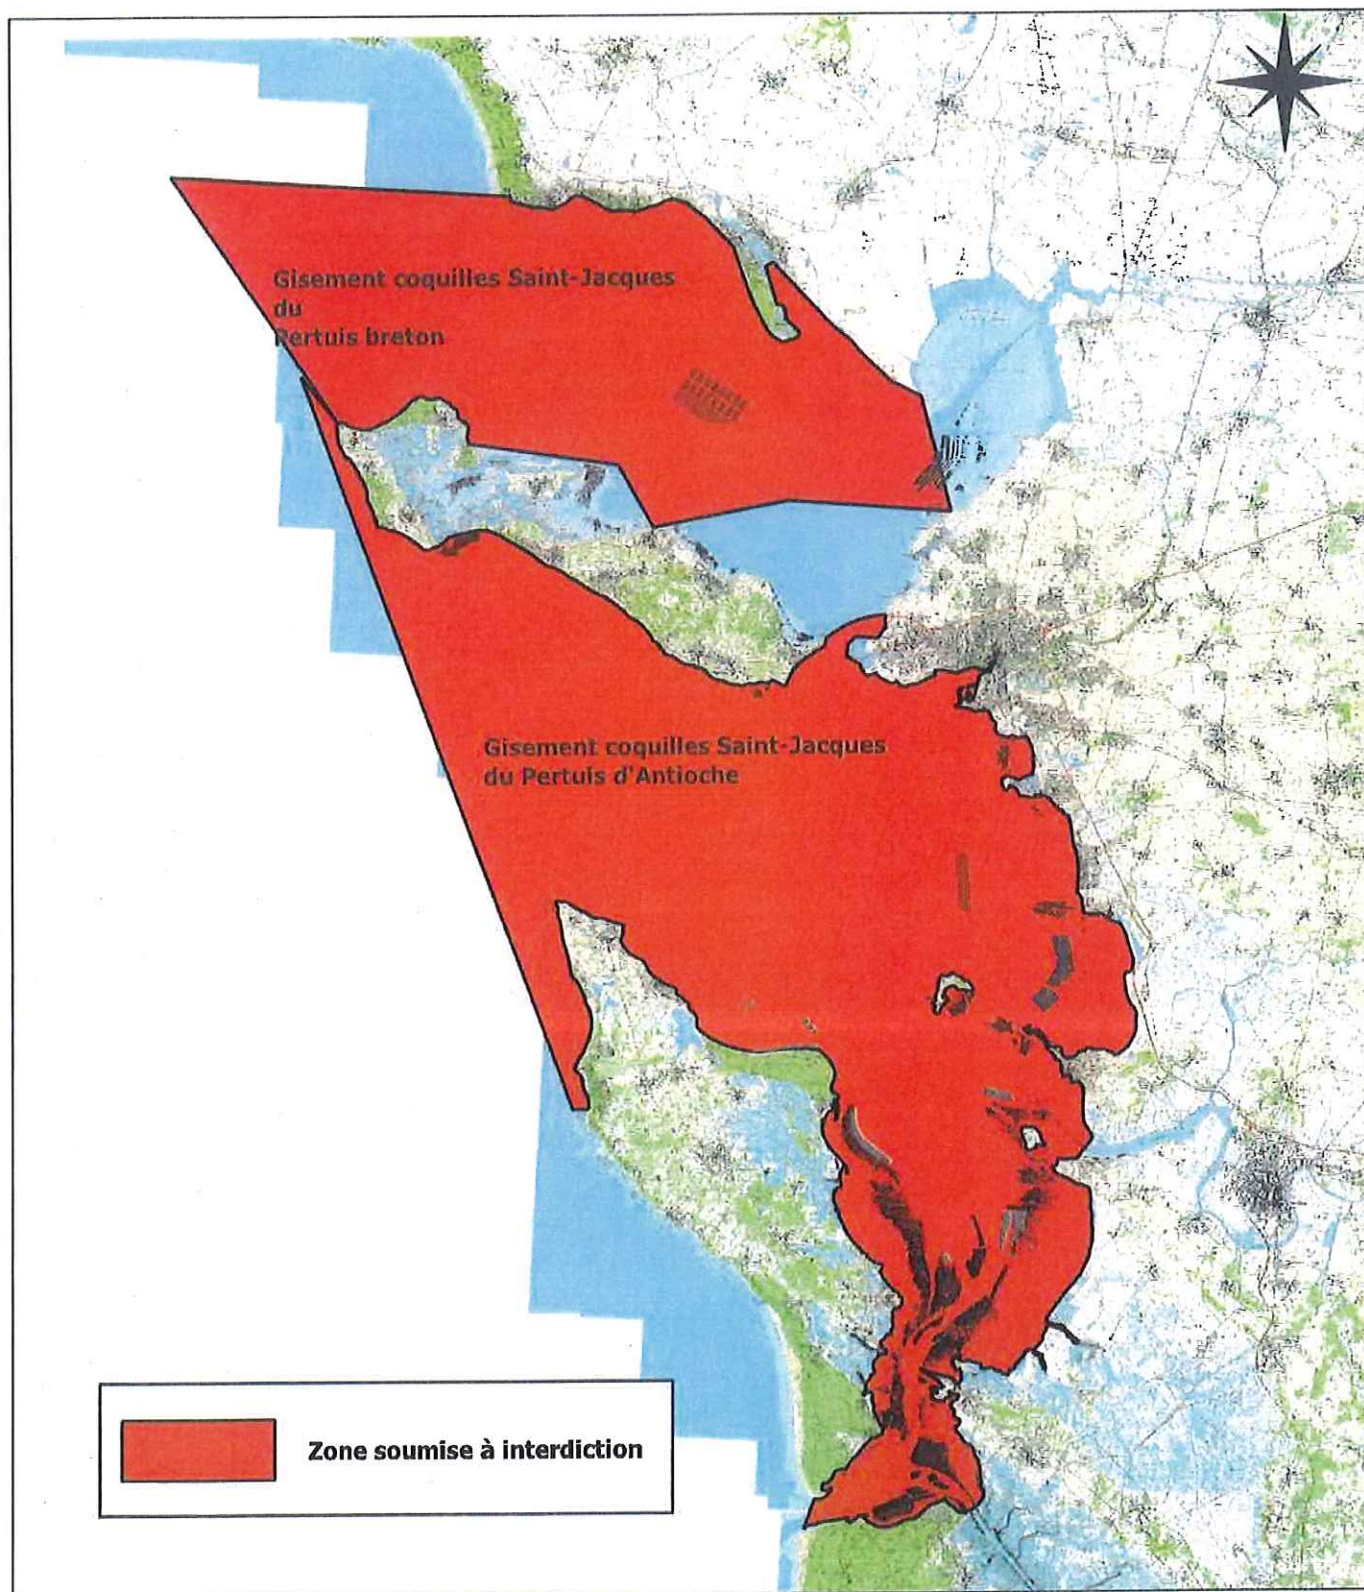 Gisement coquilles Saint-Jacques
du
Pertuis breton
Gisement coquilles Saint-Jacques
du Pertuis d'Antioche
Zone soumise à interdiction